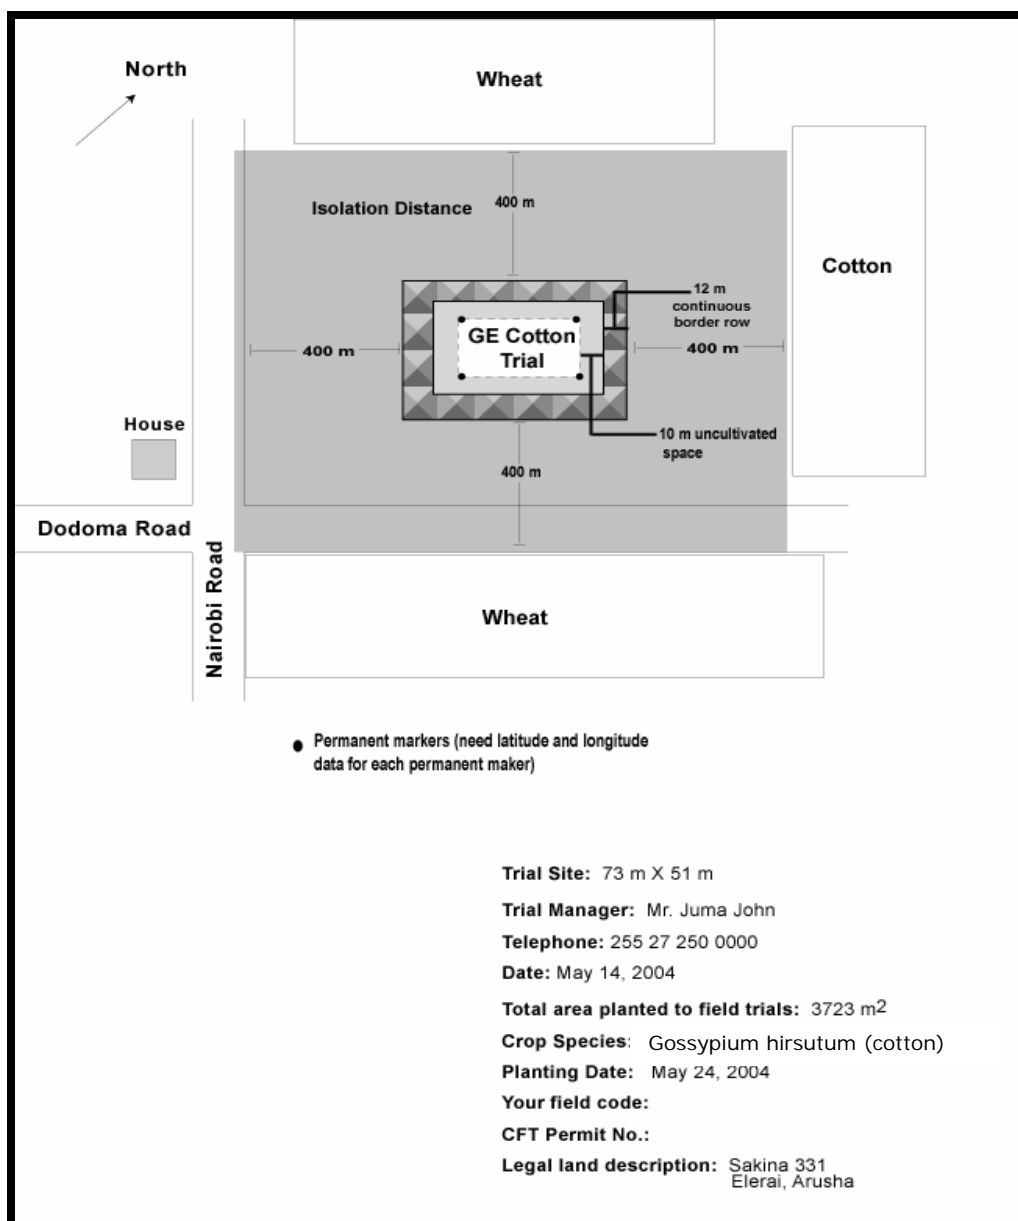 North
Wheat
Isolation Distance
400 m
Cotton
12 m
continuous
border row
GE Cotton
Trial
400 m
400 m
House
10 m uncultivated
space
400 m
Dodoma Road
Nairobi Road
Wheat
Permanent markers (need latitude and longitude
data for each permanent maker)
Trial Site: 73 m X 51 m
Trial Manager: Mr. Juma John
Telephone: 255 27 250 0000
Date: May 14, 2004
Total area planted to field trials: 3723 m2
Crop Species: Gossypium hirsutum (cotton)
Planting Date: May 24, 2004
Your field code:
CFT Permit No.:
Legal land description: Sakina 331
Elerai, Arusha